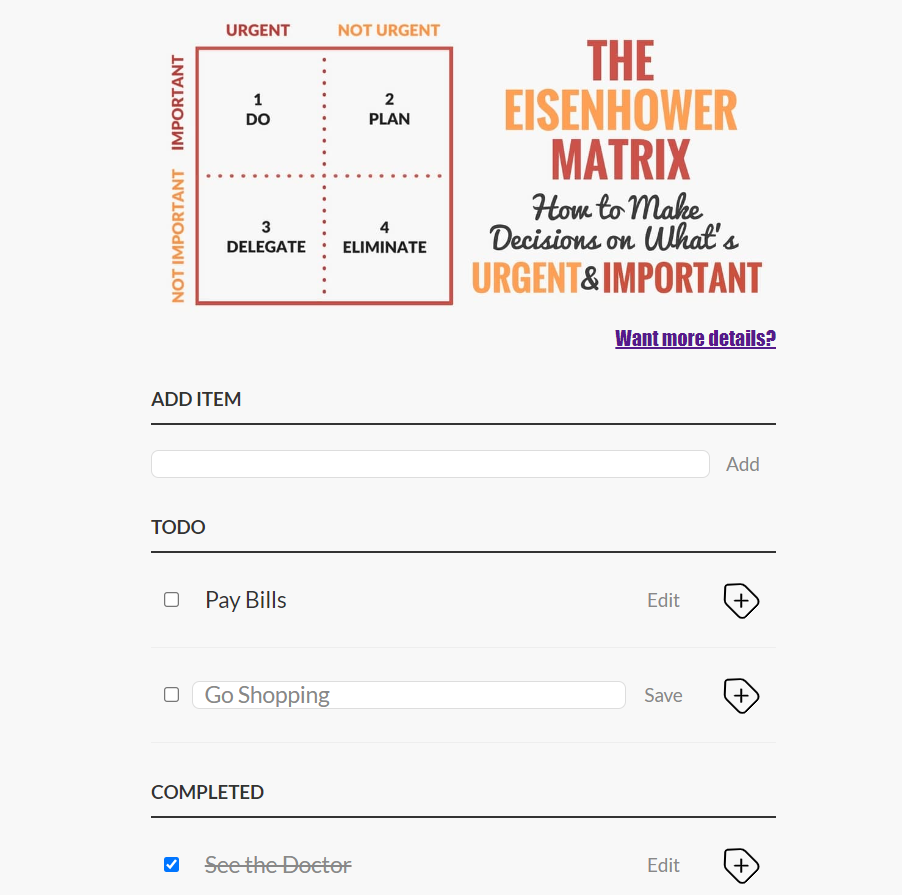 URGENT NOT URGENT
IMPORTANT
NOT IMPORTANT
1
DO
2
PLAN
3
DELEGATE
4
ELIMINATE
THE
EISENHOWER
MATRIX
How to Make
Decisions on What's
URGENT&IMPORTANT
Want more details?
ADD ITEM
Add
TODO
Pay Bills Edit
Go Shopping Save
COMPLETED
See the Doctor Edit